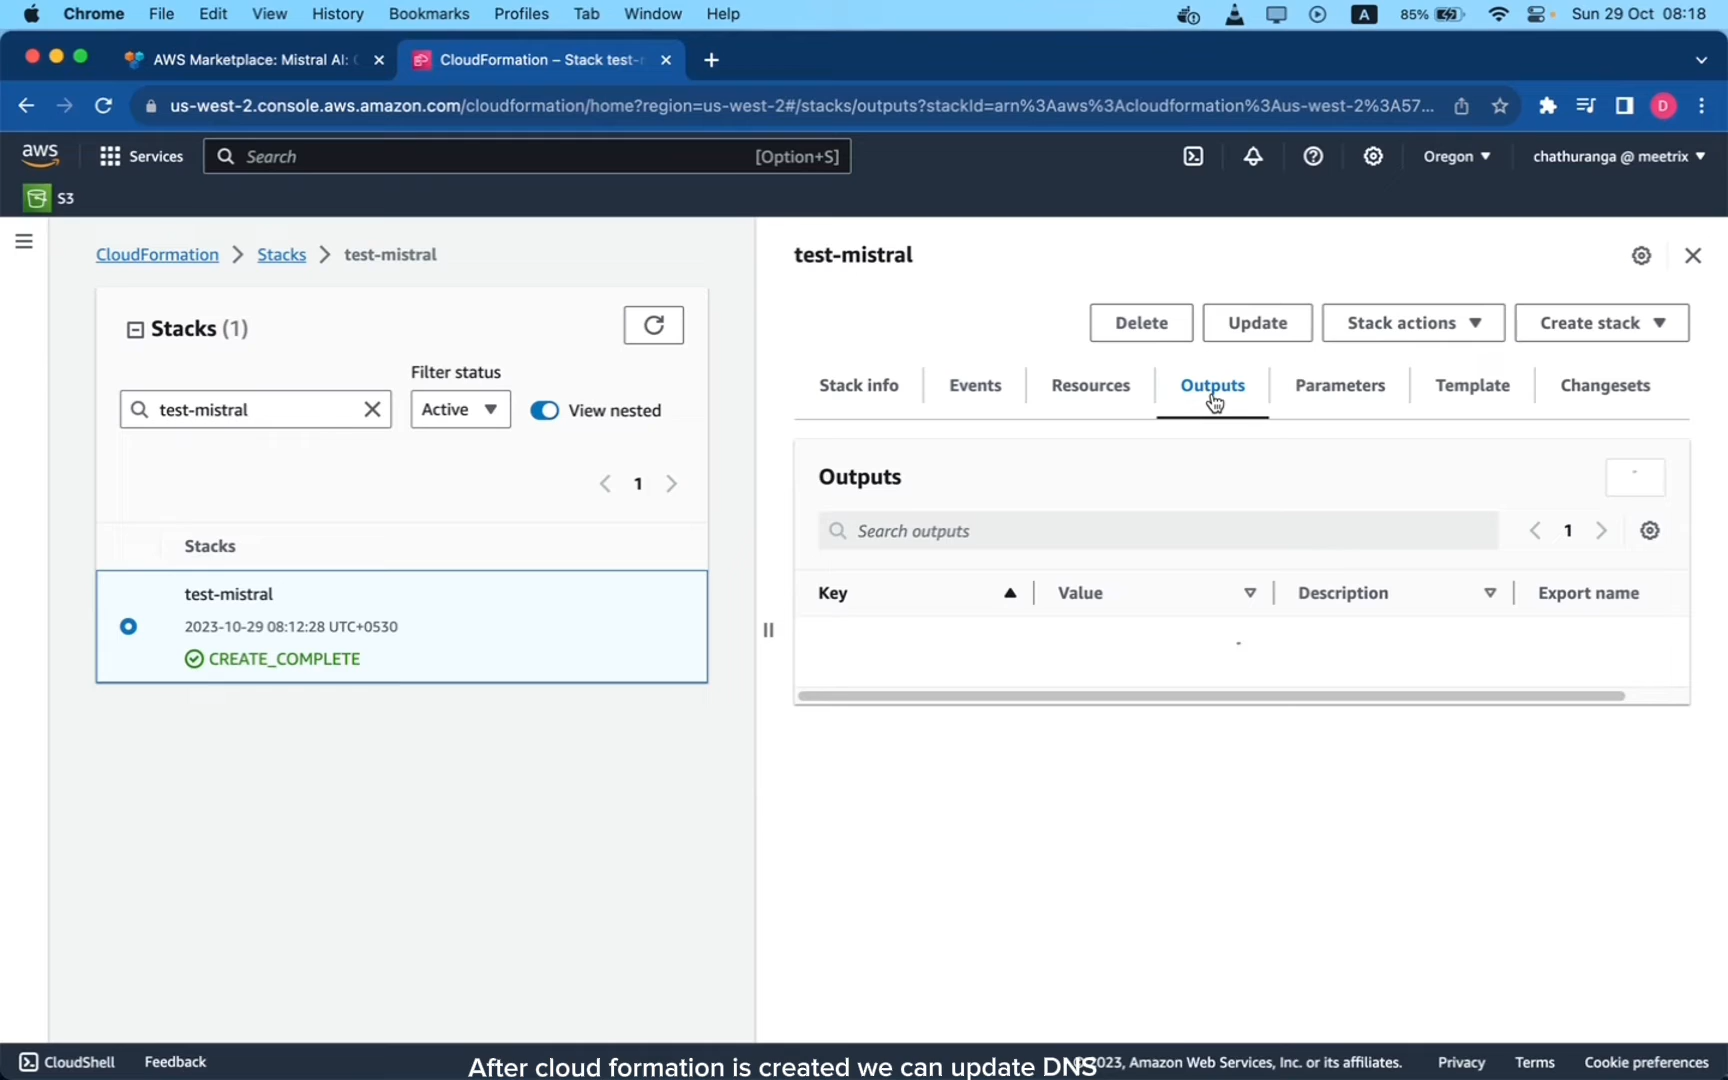 Chrome File Edit View History Bookmarks Profiles Tab Window Help A 85% Sun 29 Oct 08:18
AWS Marketplace: Mistral AI: CloudFormation – Stack test-
us-west-2.console.aws.amazon.com/cloudformation/home?region=us-west-2#/stacks/outputs?stackId=arn%3Aaws%3Acloudformation%3Aus-west-2%3A57... D
aws Services Search [Option+S] Oregon chathuranga @ meetrix
S3
CloudFormation Stacks test-mistral
Stacks (1)
Filter status
test-mistral Active View nested
1
Stacks
test-mistral
2023-10-29 08:12:28 UTC+0530
CREATE_COMPLETE
test-mistral
Delete Update Stack actions Create stack
Stack info Events Resources Outputs Parameters Template Changesets
Outputs -
Search outputs 1
Key Value Description Export name
-
CloudShell Feedback 2023, Amazon Web Services, Inc. or its affiliates. Privacy Terms Cookie preferences
After cloud formation is created we can update DNS